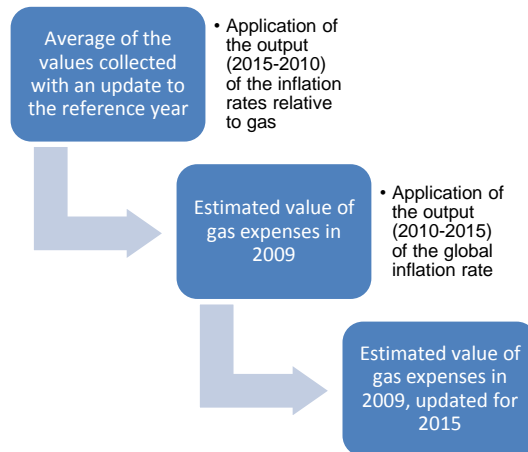 Average of the
values collected
with an update to
the reference year
• Application of
the output
(2015-2010)
of the inflation
rates relative
to gas
Estimated value of
gas expenses in
2009
• Application of
the output
(2010-2015)
of the global
inflation rate
Estimated value of
gas expenses in
2009, updated for
2015